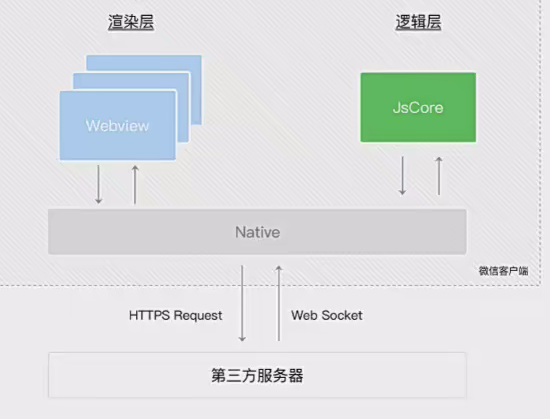 渲染层
逻辑层
Webview
JsCore
Native
微信客户端
HTTPS Request
Web Socket
第三方服务器